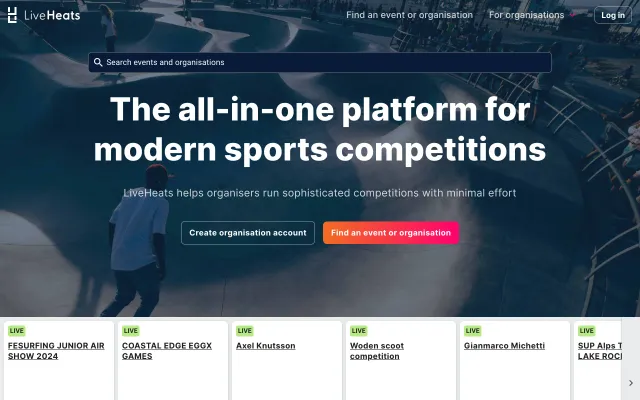 LiveHeats
Find an event or organisation
For organisations
Log in
Search events and organisations
The all-in-one platform for
modern sports competitions
LiveHeats helps organisers run sophisticated competitions with minimal effort
Create organisation account
Find an event or organisation
LIVE
FESURFING JUNIOR AIR
SHOW 2024
LIVE
COASTAL EDGE EGGX
GAMES
LIVE
Axel Knutsson
LIVE
Woden scoot
competition
LIVE
Gianmarco Michetti
LIVE
SUP Alps T
LAKE ROC